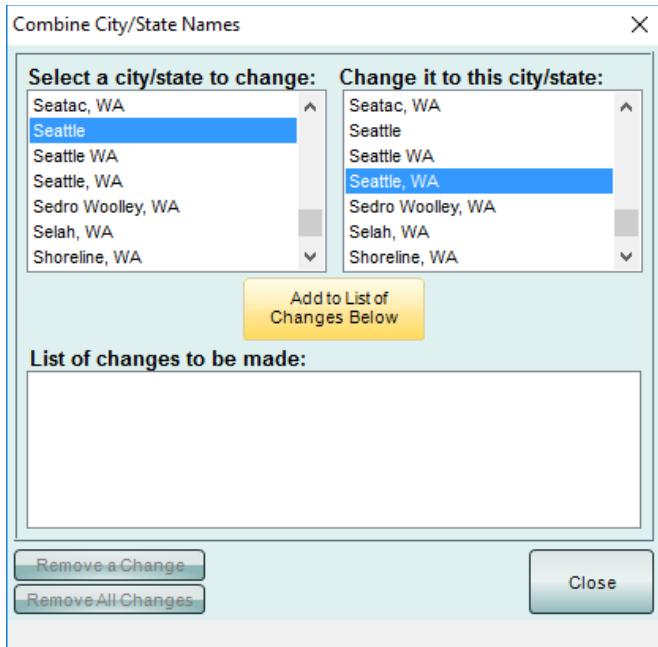 Combine City/State Names
Select a city/state to change:
Seatac, WA
Seattle
Seattle WA
Seattle, WA
Sedro Woolley, WA
Selah, WA
Shoreline, WA
Change it to this city/state:
Seatac, WA
Seattle
Seattle WA
Seattle, WA
Sedro Woolley, WA
Selah, WA
Shoreline, WA
Add to List of
Changes Below
List of changes to be made:
Remove a Change
Remove All Changes
Close